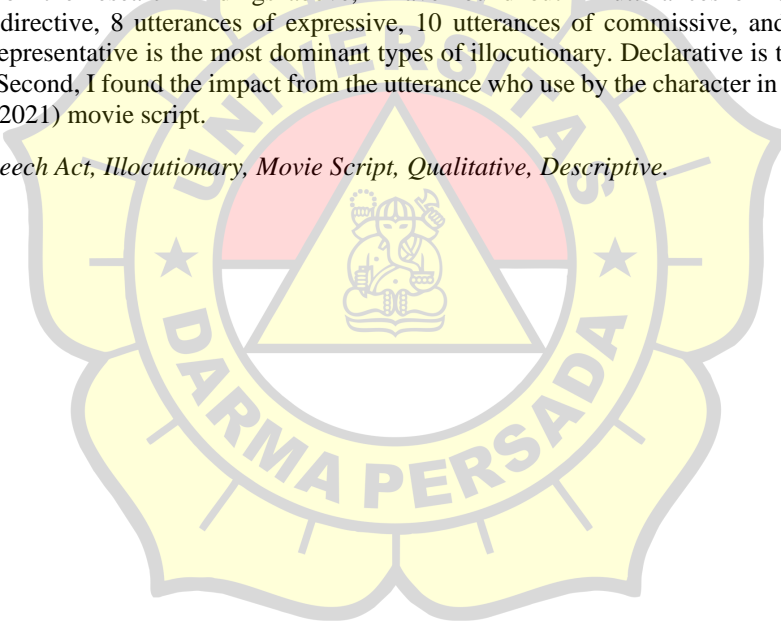 directive, 8 utterances of expressive, 10 utterances of commissive, and
epresentative is the most dominant types of illocutionary. Declarative is t
Second, I found the impact from the utterance who use by the character in
2021) movie script.
eech Act, Illocutionary, Movie Script, Qualitative, Descriptive.
UNIVERSITAS
DARMA PERSADA